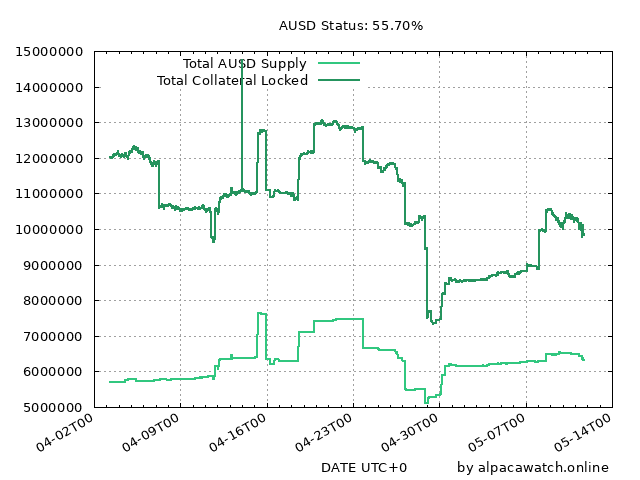 AUSD Status: 55.70%
Total AUSD Supply
Total Collateral Locked
15000000
14000000
13000000
12000000
11000000
10000000
9000000
8000000
7000000
6000000
5000000
04-02T00
04-09T00
04-16T00
04-23T00
04-30T00
05-07T00
05-14T00
DATE UTC+0
by alpacawatch.online